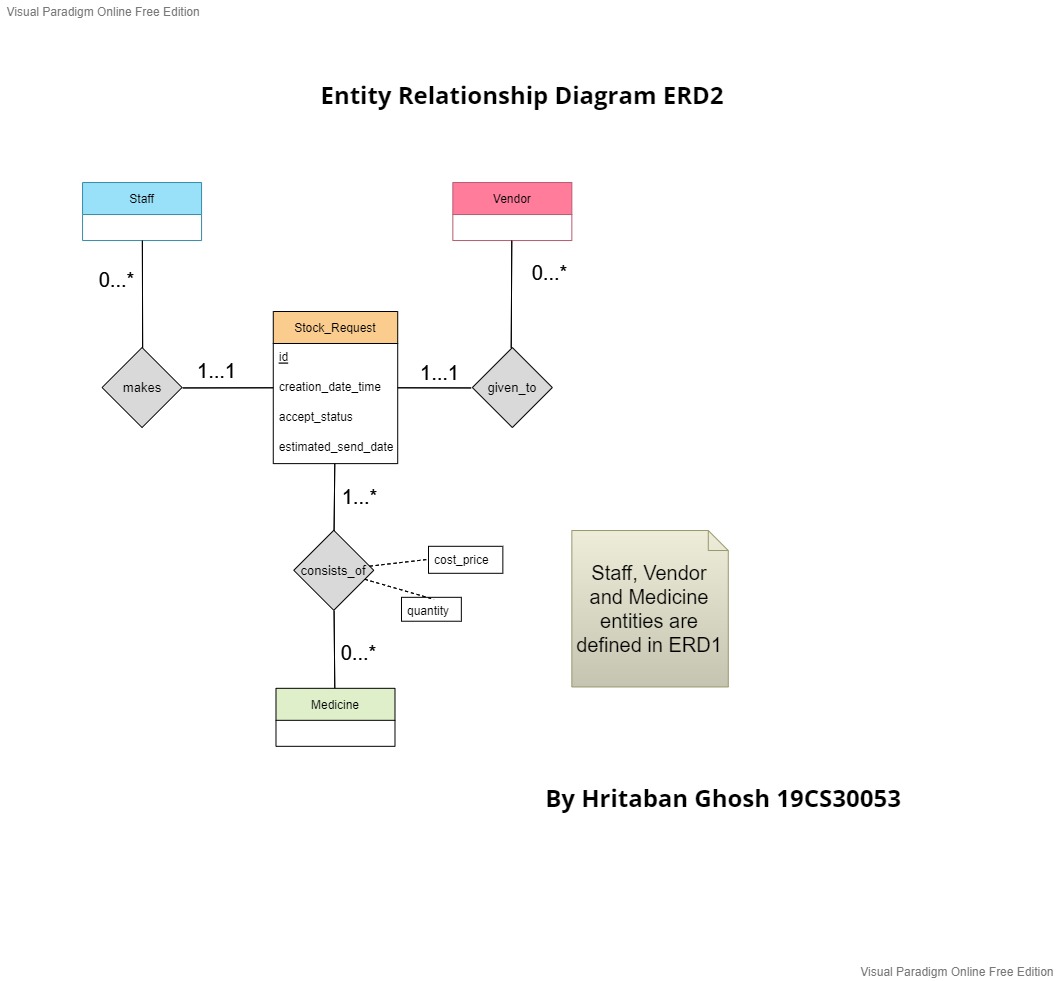 Visual Paradigm Online Free Edition
Entity Relationship Diagram ERD2
Staff
Vendor
0...*
0...*
Stock_Request
id
creation_date_time
accept_status
estimated_send_date
makes
1...1
1...1
given_to
1...*
consists_of
cost_price
quantity
0...*
Medicine
Staff, Vendor
and Medicine
entities are
defined in ERD1
By Hritaban Ghosh 19CS30053
Visual Paradigm Online Free Edition